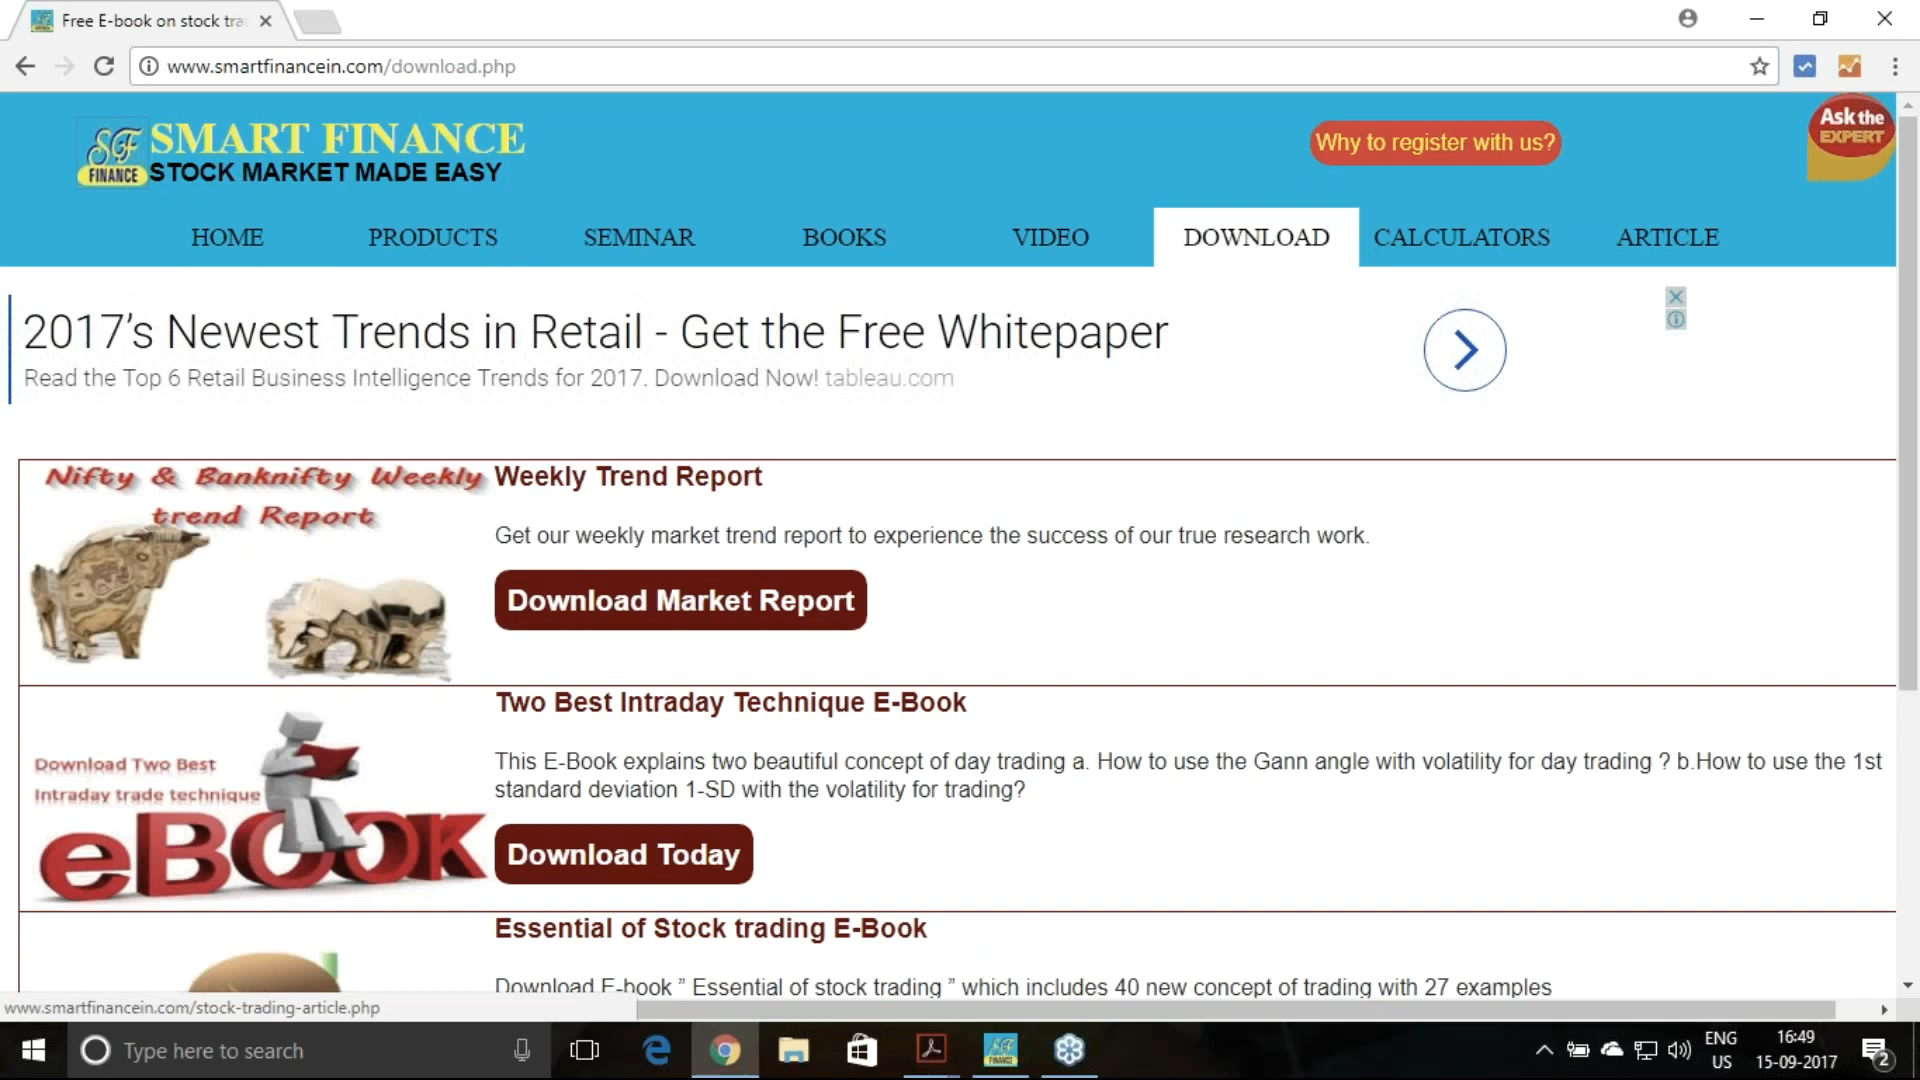 Free E-book on stock tra
www.smartfinancein.com/download.php
SF
FINANCE
SMART FINANCE
STOCK MARKET MADE EASY
Why to register with us?
Ask the
EXPERT
HOME PRODUCTS SEMINAR BOOKS VIDEO DOWNLOAD CALCULATORS ARTICLE
2017's Newest Trends in Retail - Get the Free Whitepaper
Read the Top 6 Retail Business Intelligence Trends for 2017. Download Now! tableau.com
Nifty & Banknifty Weekly
trend Report
Weekly Trend Report
Get our weekly market trend report to experience the success of our true research work.
Download Market Report
Download Two Best
Intraday trade technique
eBOOK
Two Best Intraday Technique E-Book
This E-Book explains two beautiful concept of day trading a. How to use the Gann angle with volatility for day trading ? b.How to use the 1st
standard deviation 1-SD with the volatility for trading?
Download Today
Essential of Stock trading E-Book
Download E-book ” Essential of stock trading ” which includes 40 new concept of trading with 27 examples
www.smartfinancein.com/stock-trading-article.php
Type here to search
SF
FINANCE
ENG
US
16:49
15-09-2017
2